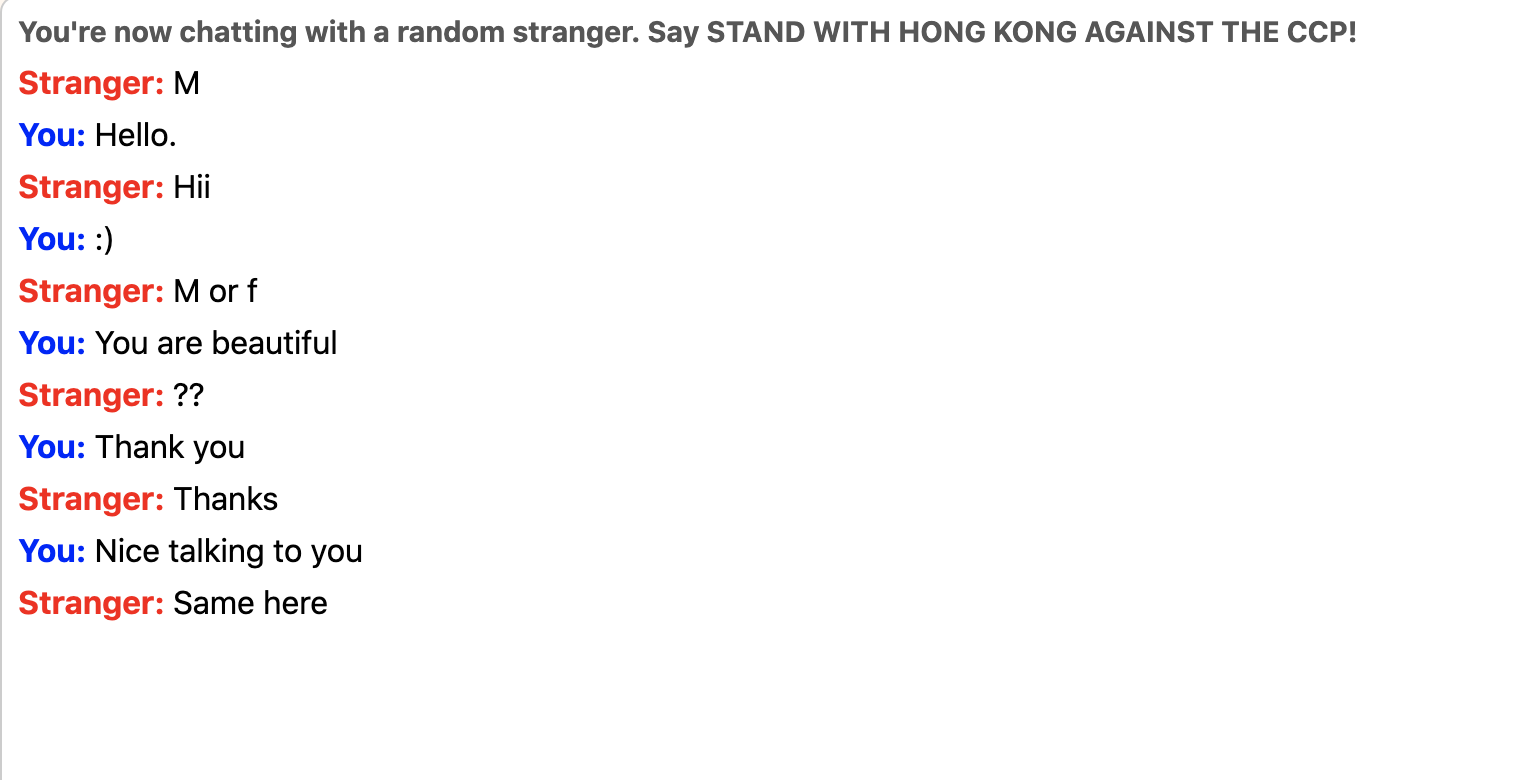 You're now chatting with a random stranger. Say STAND WITH HONG KONG AGAINST THE CCP!
Stranger: M
You: Hello.
Stranger: Hii
You: :)
Stranger: M or f
You: You are beautiful
Stranger: ??
You: Thank you
Stranger: Thanks
You: Nice talking to you
Stranger: Same here